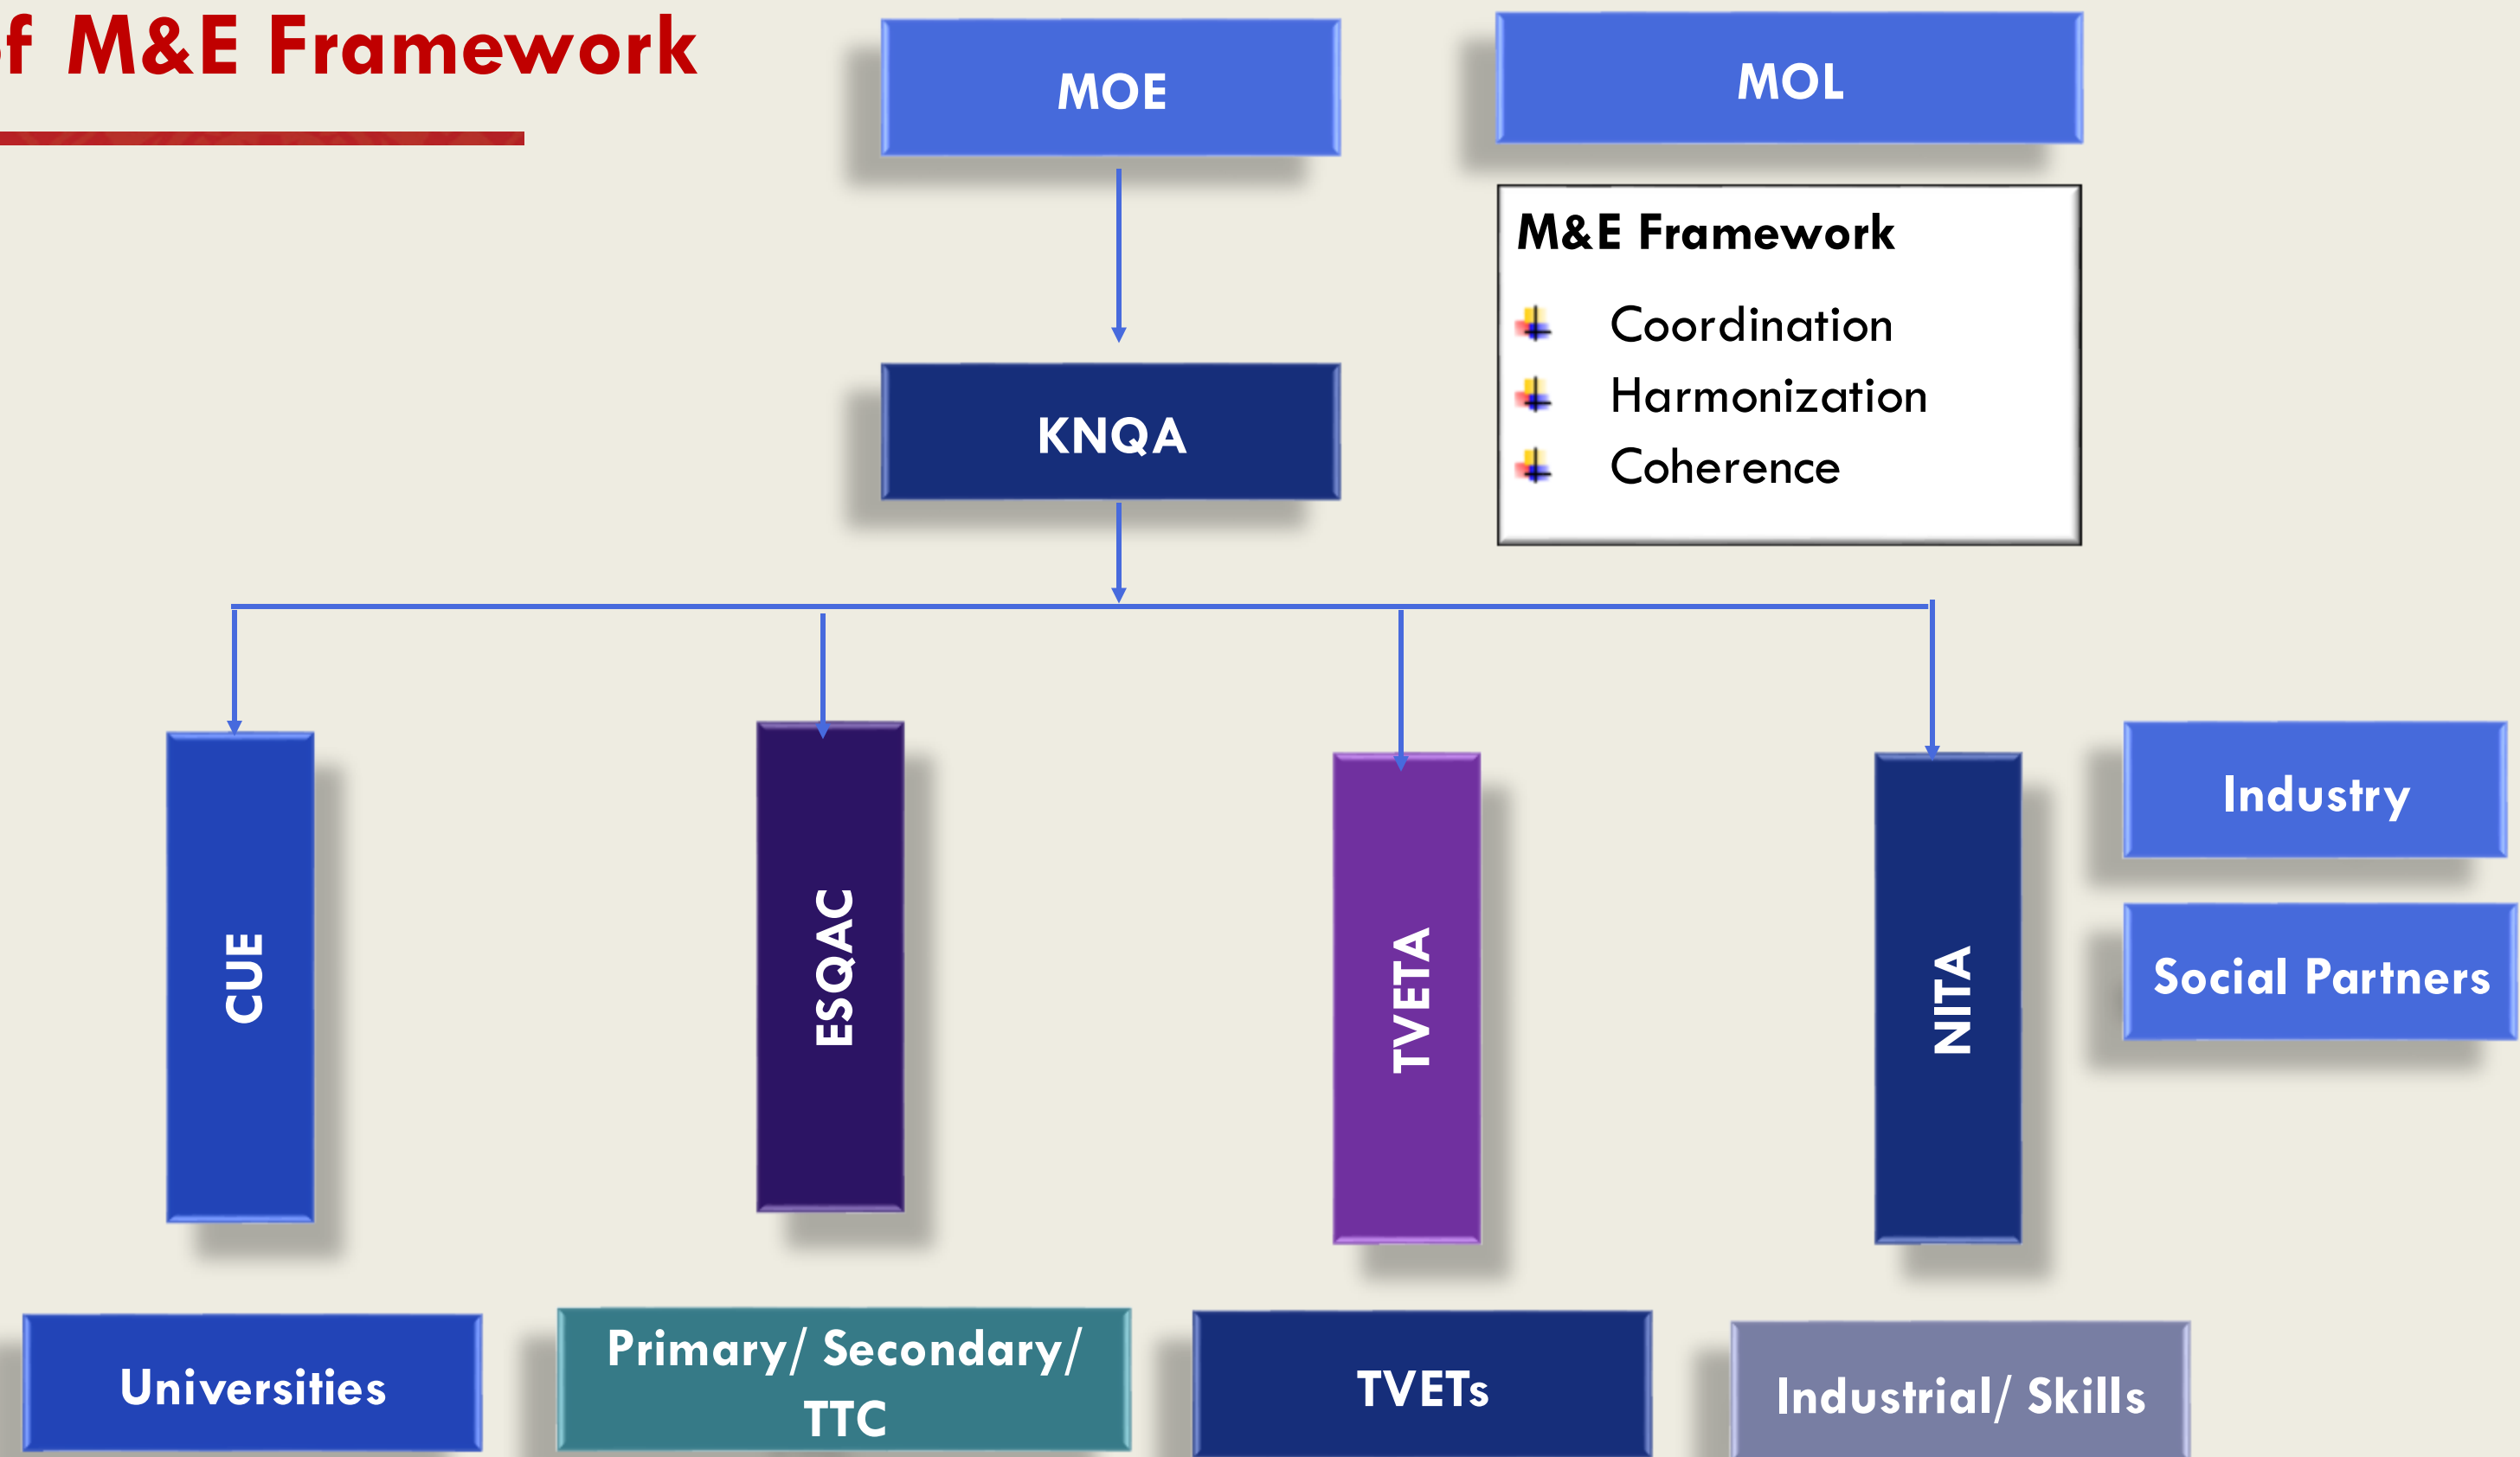 f M&E Framework
MOE
MOL
M&E Framework
Coordination
Harmonization
Coherence
KNQA
CUE
ESQAC
TVETA
NITA
Industry
Social Partners
Universities
Primary/ Secondary/
TTC
TVETs
Industrial/ Skills